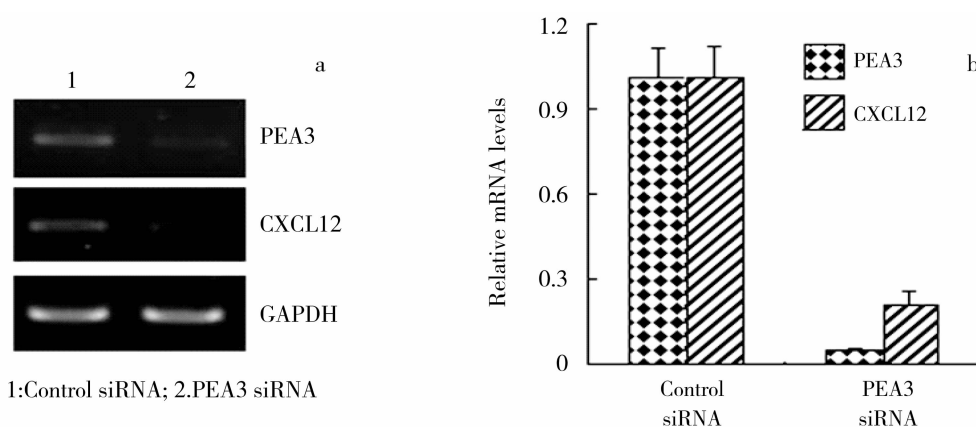 1 2 a
PEA3
CXCL12
GAPDH
1:Control siRNA; 2.PEA3 siRNA
b
1.2
0.9
0.6
0.3
0
Relative mRNA levels
PEA3
CXCL12
Control
siRNA
PEA3
siRNA